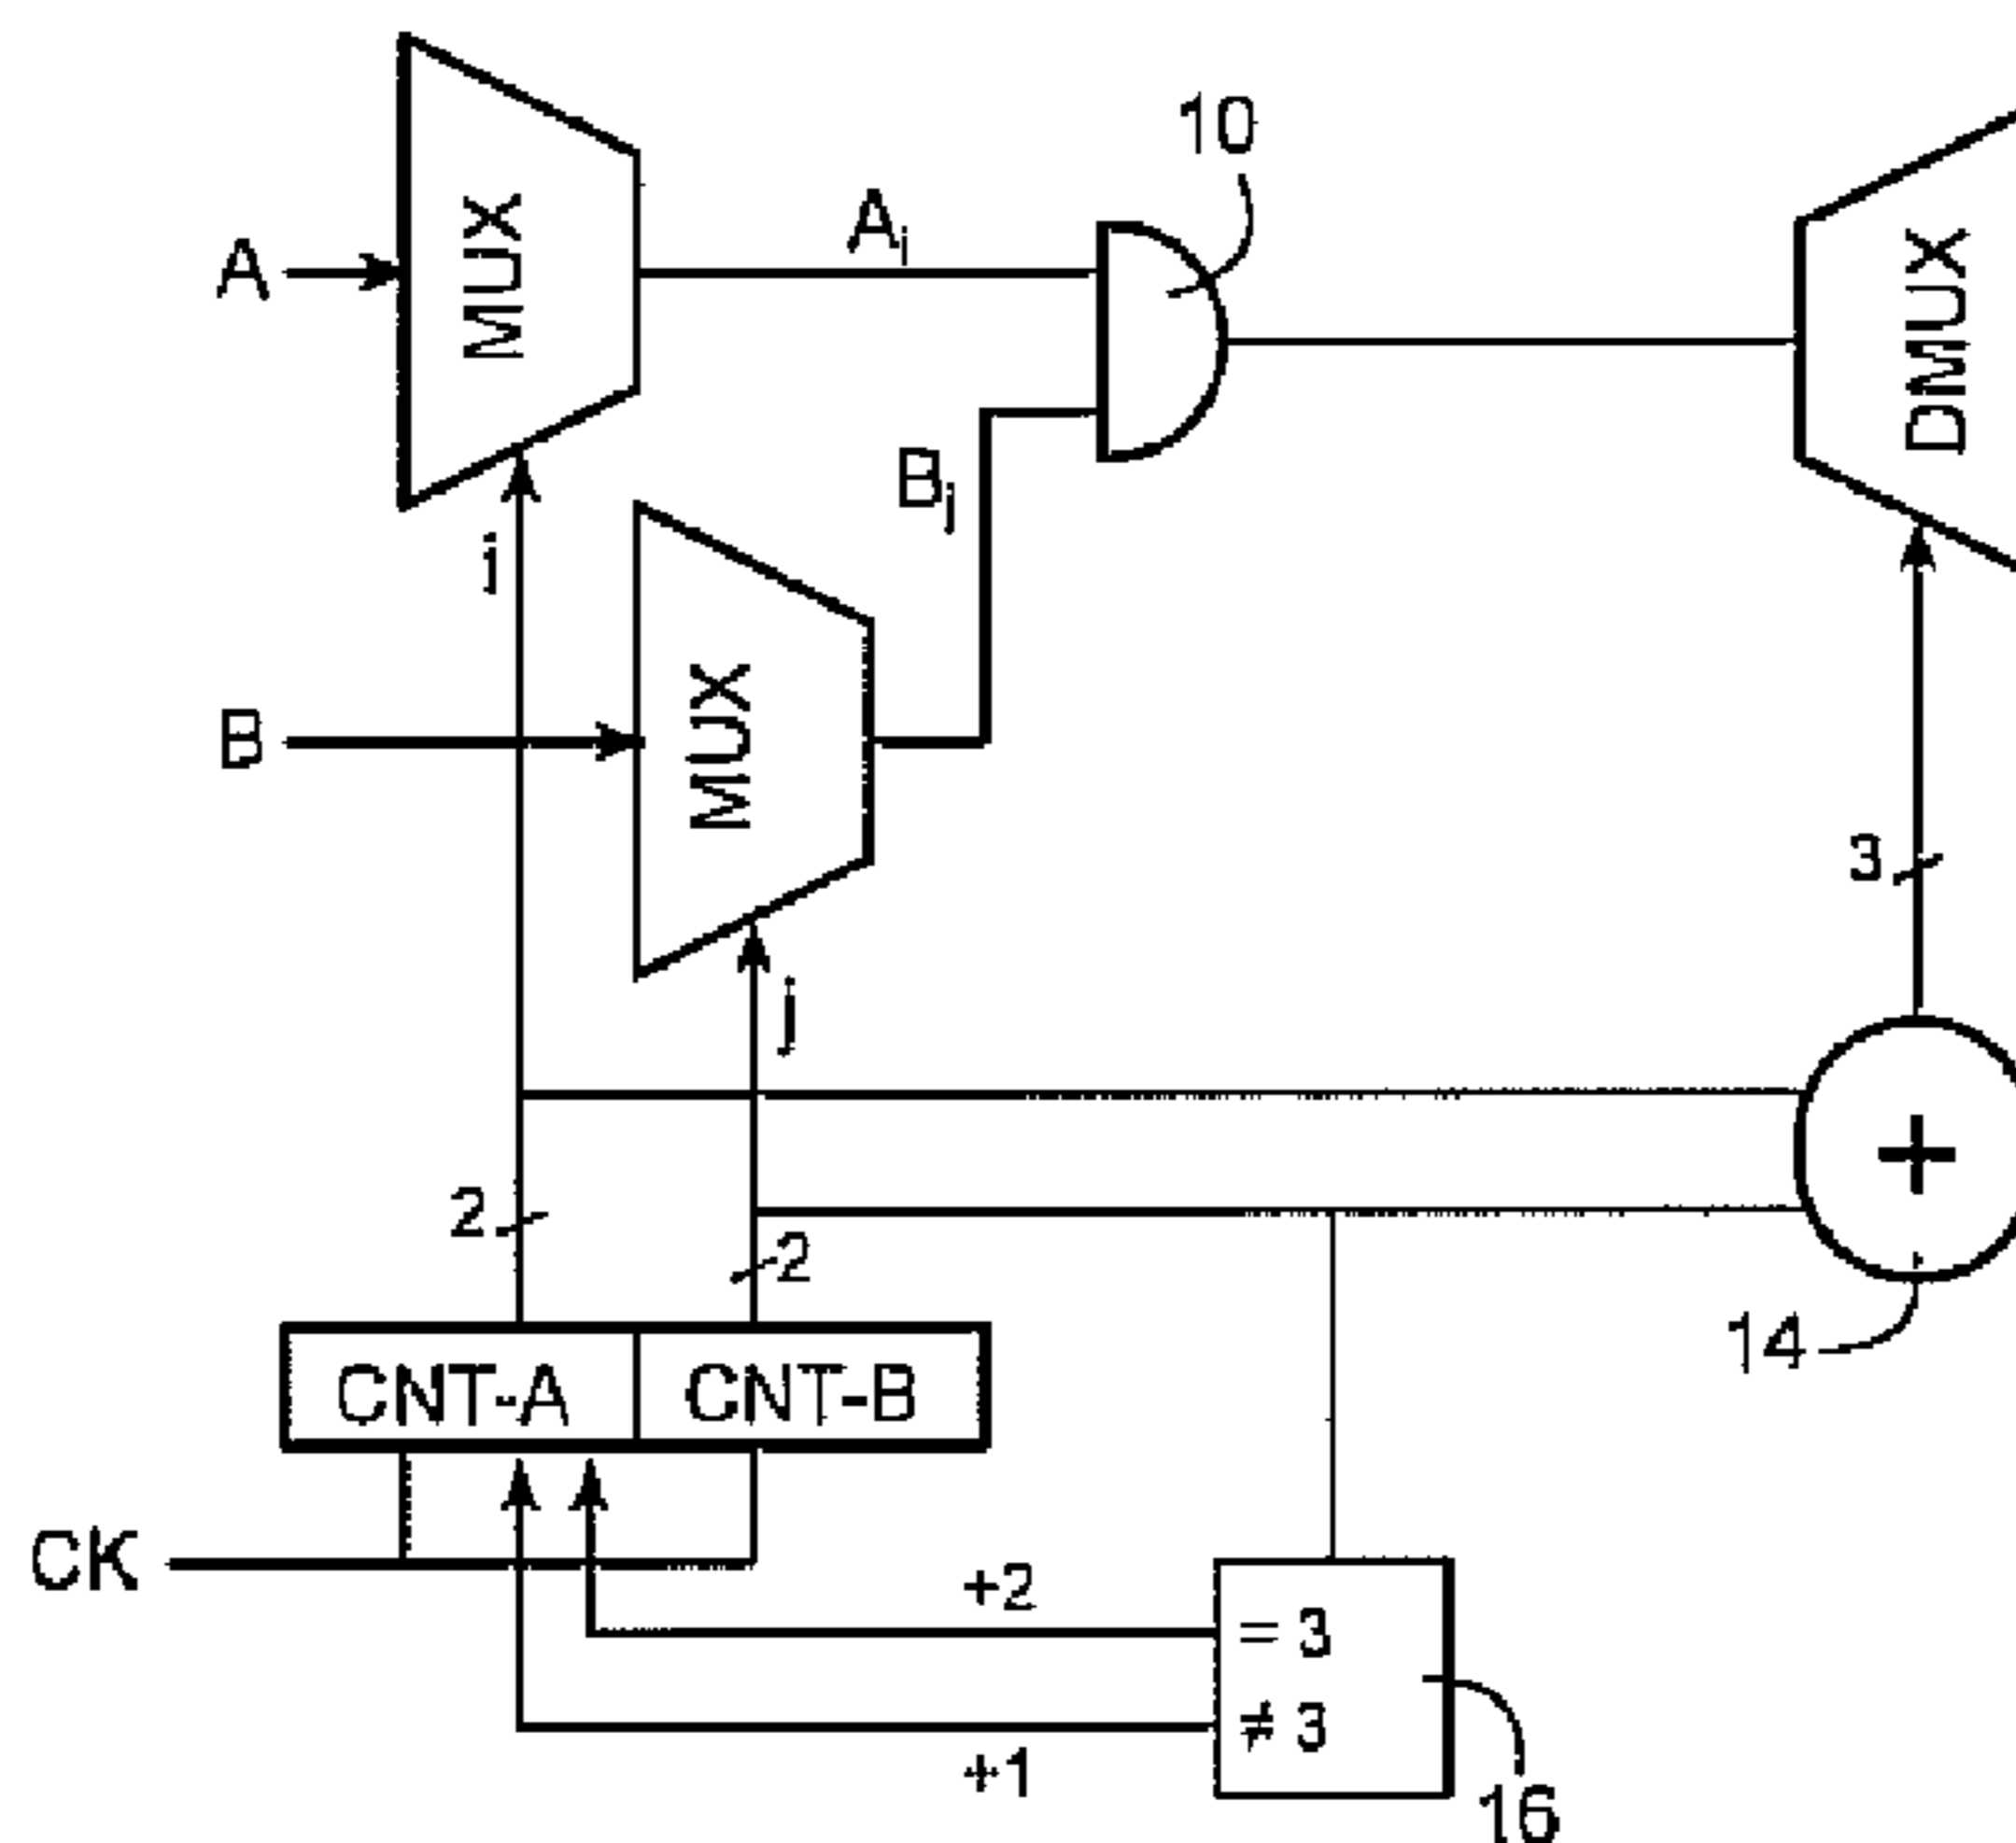 10
MUX
DMUX
Ai
A
Bj
i
MUX
B
3
j
+
2
2
14
CNT-A
CNT-B
CK
+2
= 3
≠ 3
+1
16